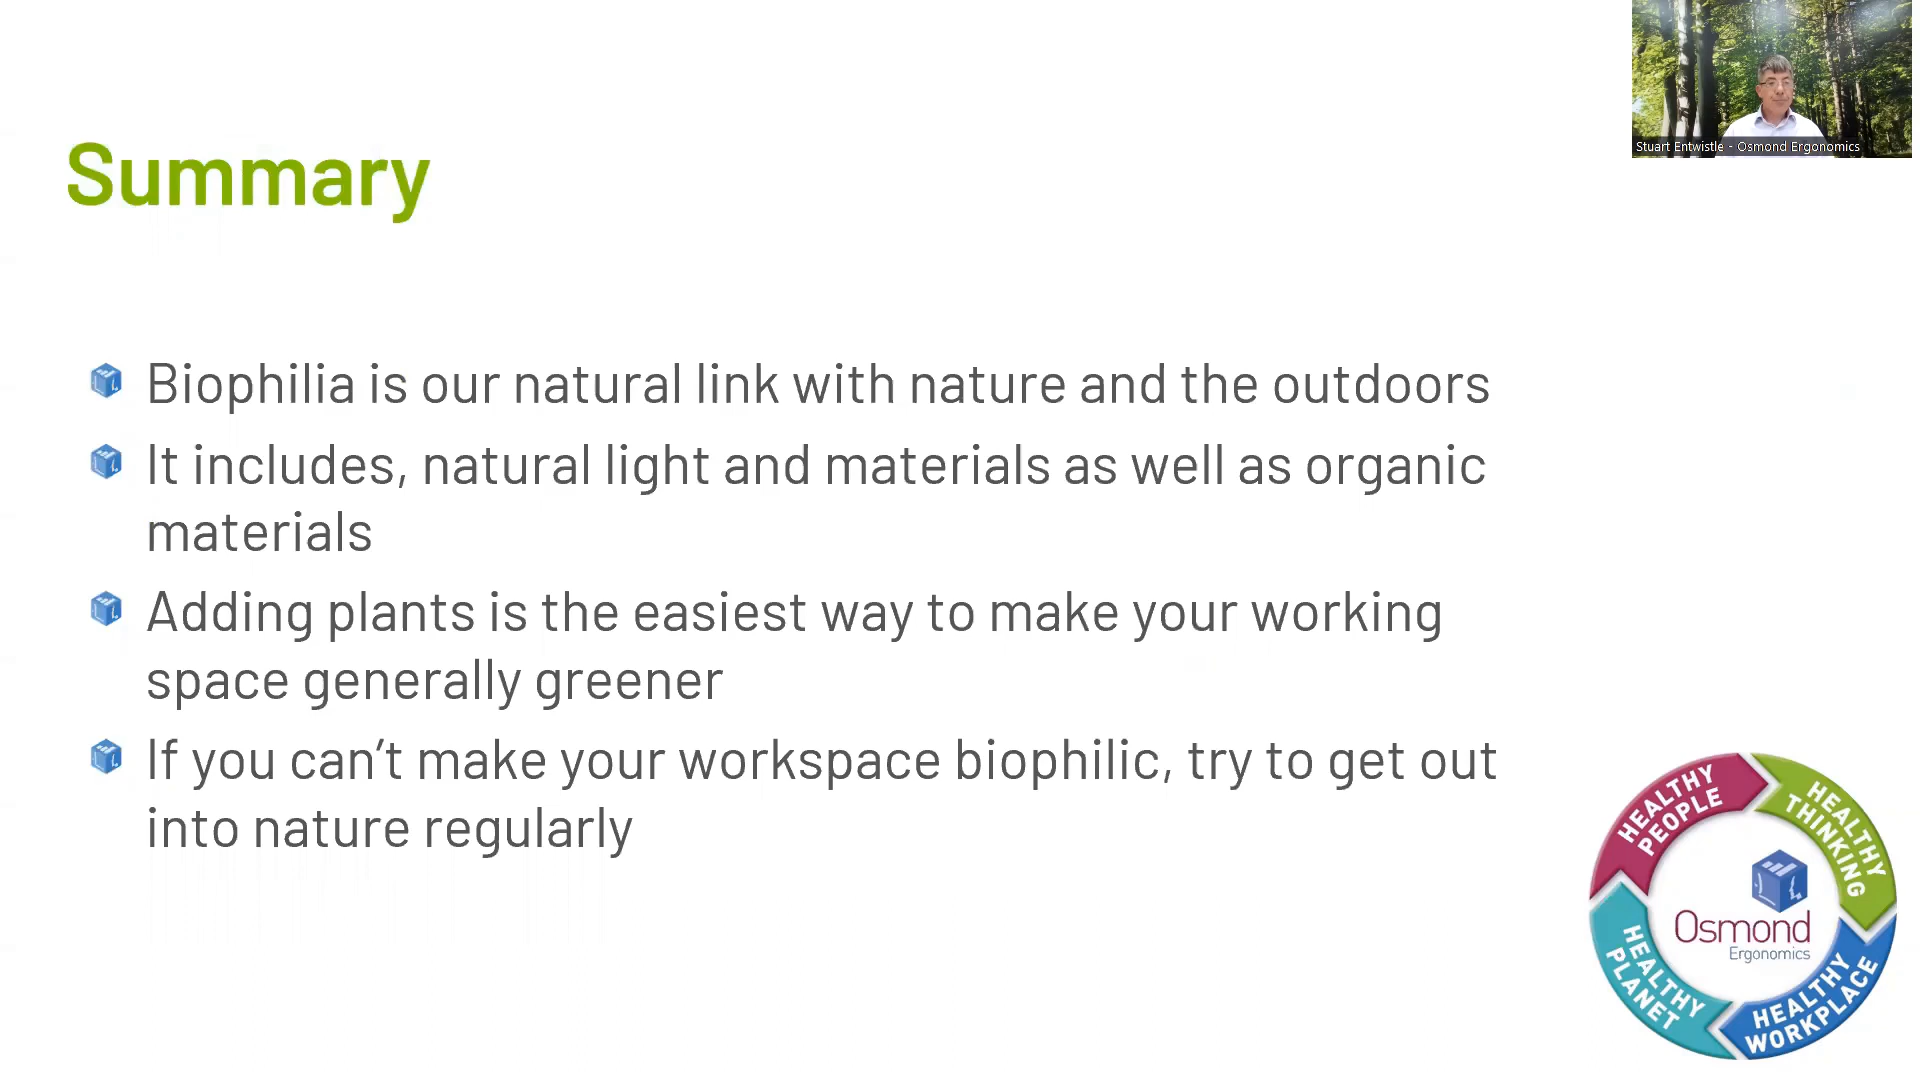 Stuart Entwistle - Osmond Ergonomics
Summary
Biophilia is our natural link with nature and the outdoors
It includes, natural light and materials as well as organic
materials
Adding plants is the easiest way to make your working
space generally greener
If you can’t make your workspace biophilic, try to get out
into nature regularly
HEALTHY
PEOPLE
HEALTHY
THINKING
HEALTHY
WORKPLACE
HEALTHY
PLANET
Osmond
Ergonomics